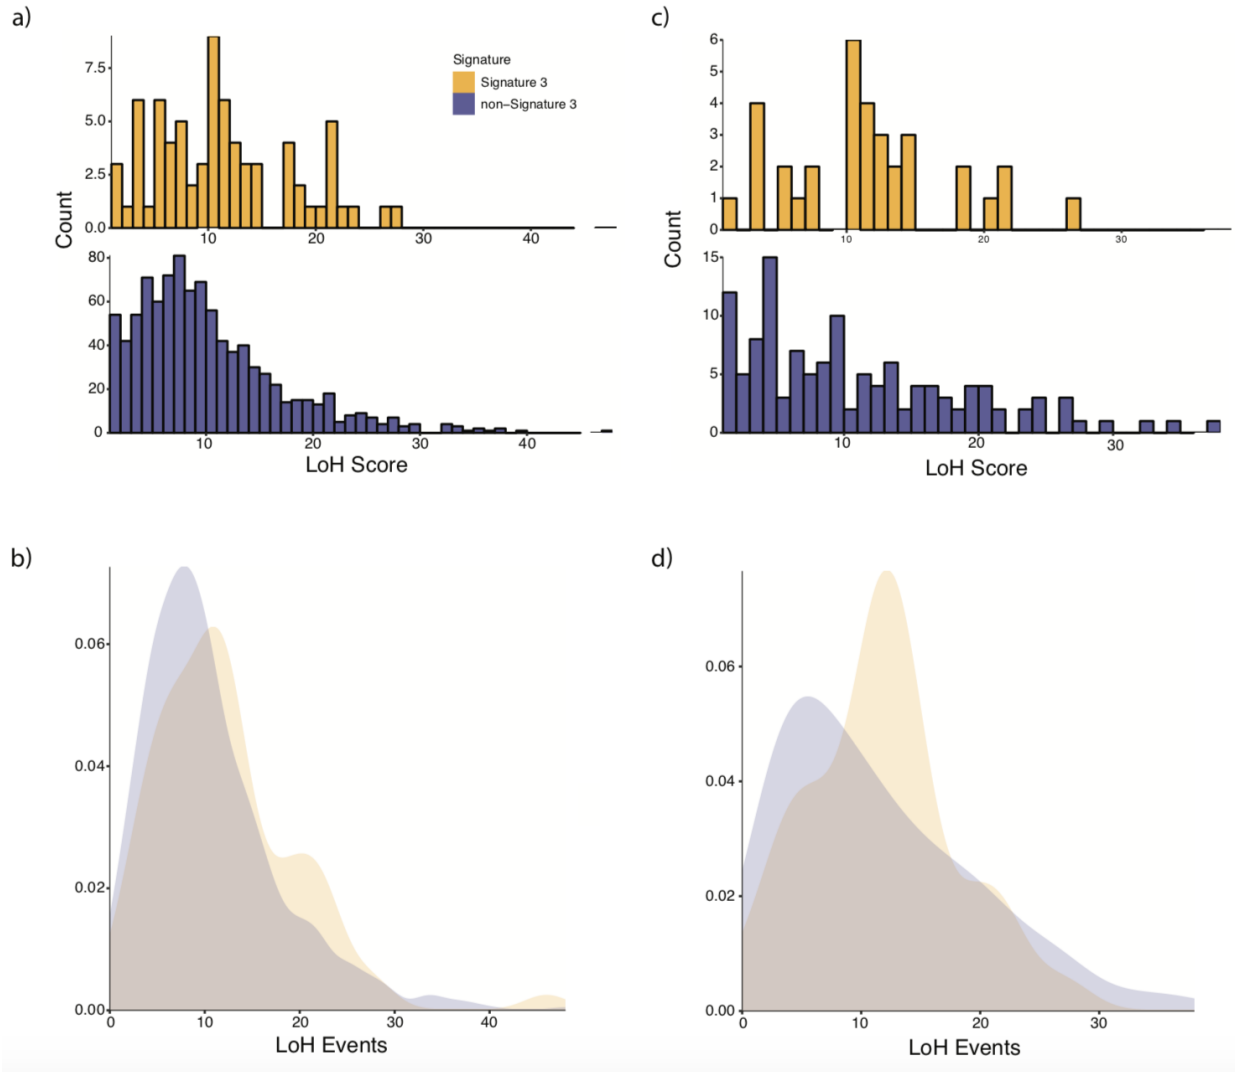 a)
Signature
Signature 3
non–Signature 3
Count
7.5
5.0
2.5
0.0
10 20 30 40
80
60
40
20
0
10 20 30 40
LoH Score
c)
Count
6
5
4
3
2
1
0
10 20 30
15
10
5
0
10 20 30
LoH Score
b)
0.06
0.04
0.02
0.00
0 10 20 30 40
LoH Events
d)
0.06
0.04
0.02
0.00
0 10 20 30
LoH Events